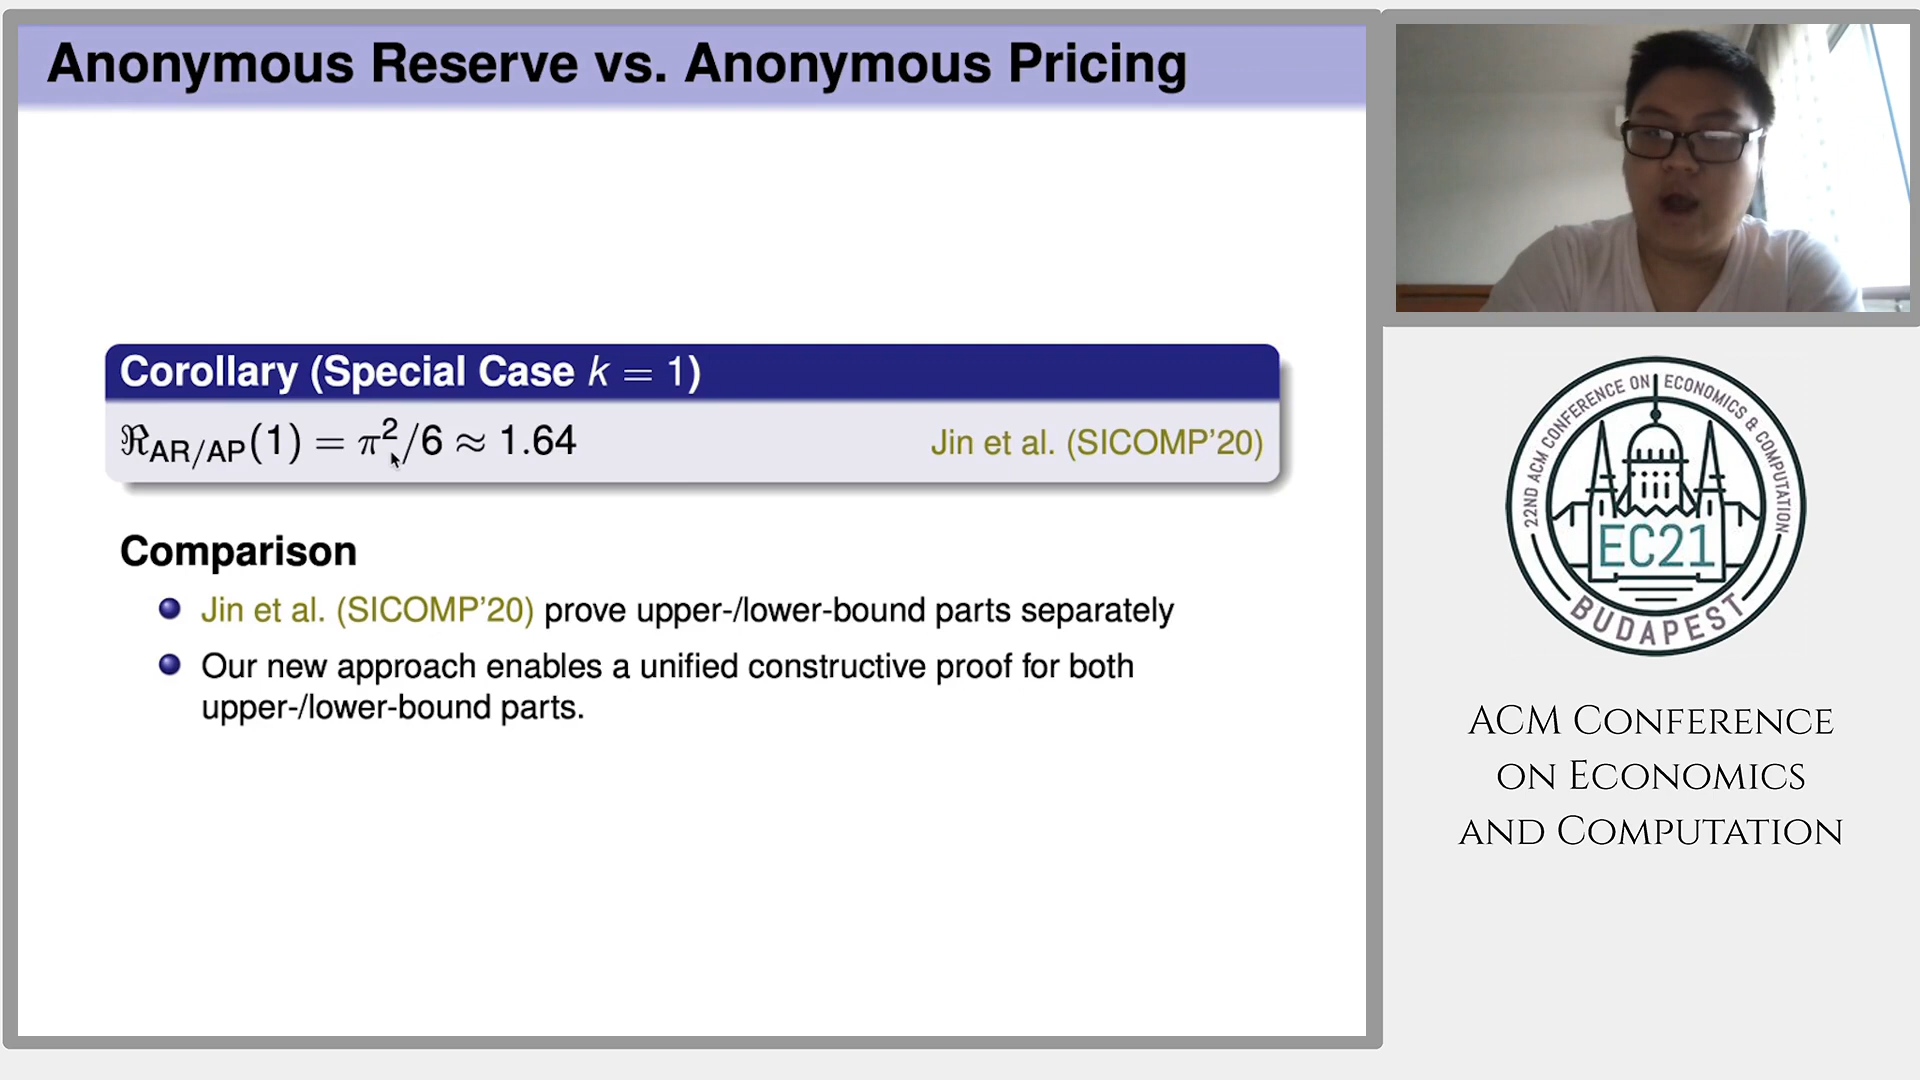 Anonymous Reserve vs. Anonymous Pricing
Corollary (Special Case k = 1)
ℜ_AR/AP(1) = π²/6 ≈ 1.64
Jin et al. (SICOMP'20)
Comparison
Jin et al. (SICOMP'20) prove upper-/lower-bound parts separately
Our new approach enables a unified constructive proof for both
upper-/lower-bound parts.
22ND ACM CONFERENCE ON ECONOMICS & COMPUTATION
EC21
BUDAPEST
ACM CONFERENCE
ON ECONOMICS
AND COMPUTATION